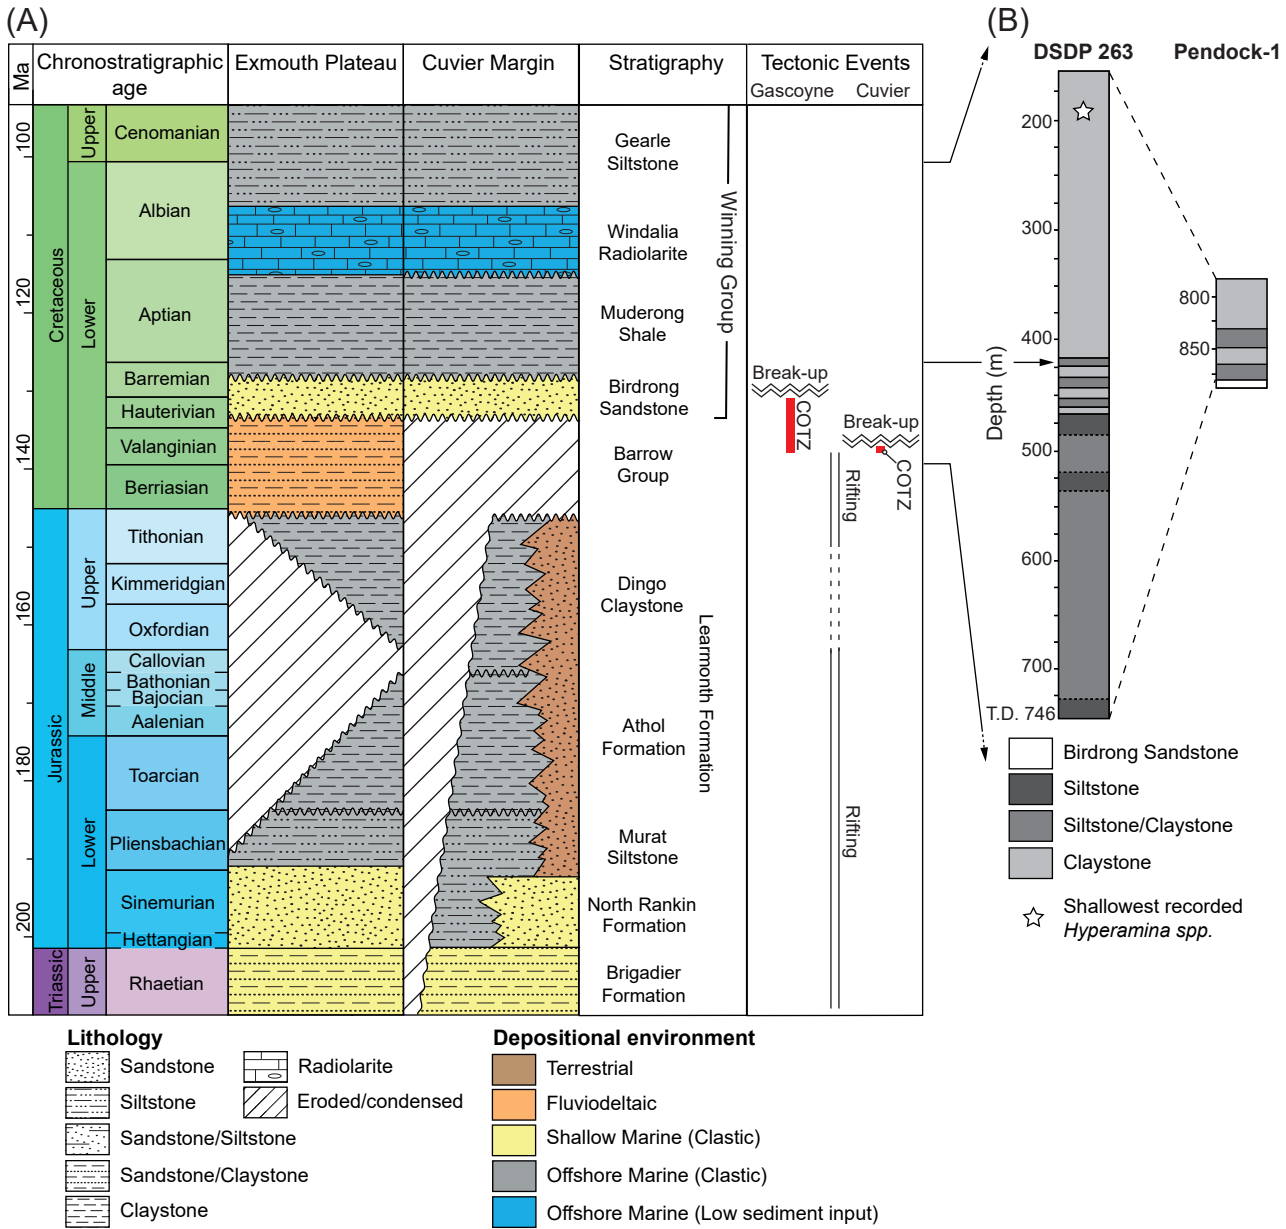 (A)
(B)
Ma
Chronostratigraphic
age
Exmouth Plateau
Cuvier Margin
Stratigraphy
Tectonic Events
Gascoyne
Cuvier
100
120
140
160
180
200
Cretaceous
Jurassic
Triassic
Upper
Lower
Upper
Middle
Lower
Upper
Cenomanian
Albian
Aptian
Barremian
Hauterivian
Valanginian
Berriasian
Tithonian
Kimmeridgian
Oxfordian
Callovian
Bathonian
Bajocian
Aalenian
Toarcian
Pliensbachian
Sinemurian
Hettangian
Rhaetian
Gearle
Siltstone
Windalia
Radiolarite
Muderong
Shale
Birdrong
Sandstone
Barrow
Group
Dingo
Claystone
Athol
Formation
Murat
Siltstone
North Rankin
Formation
Brigadier
Formation
Winning Group
Learmonth Formation
Break-up
COTZ
Break-up
COTZ
Rifting
Rifting
DSDP 263
Pendock-1
Depth (m)
200
300
400
500
600
700
T.D. 746
800
850
Birdrong Sandstone
Siltstone
Siltstone/Claystone
Claystone
Shallowest recorded
Hyperamina spp.
Lithology
Sandstone
Siltstone
Sandstone/Siltstone
Sandstone/Claystone
Claystone
Radiolarite
Eroded/condensed
Depositional environment
Terrestrial
Fluviodeltaic
Shallow Marine (Clastic)
Offshore Marine (Clastic)
Offshore Marine (Low sediment input)